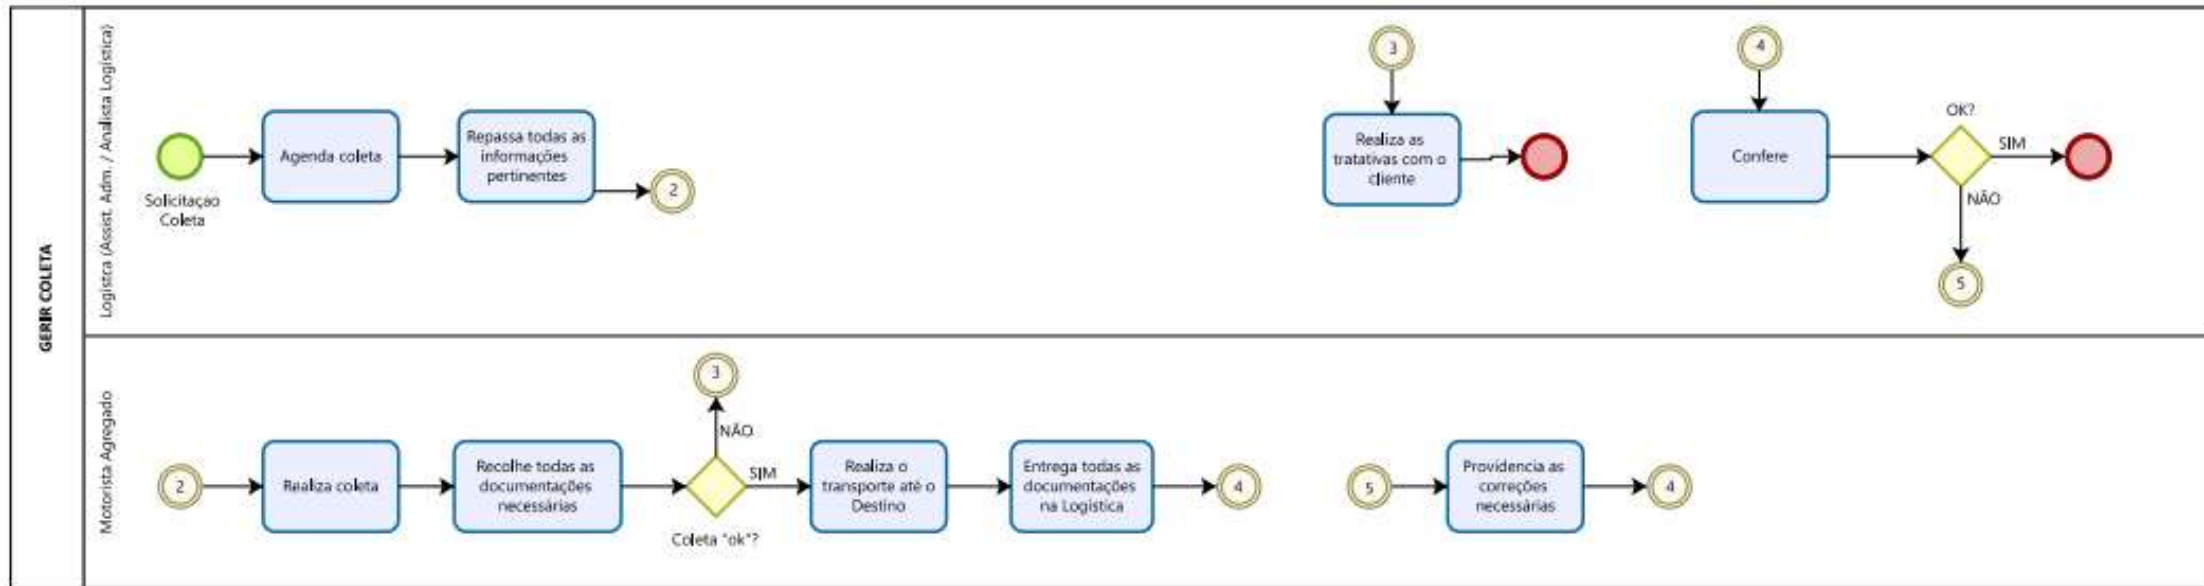 GERIR COLETA
Logística (Assist. Adm. / Analista Logística)
Solicitaçao
Coleta
Agenda coleta
Repassa todas as
informações
pertinentes
2
3
Realiza as
tratativas com o
cliente
4
Confere
OK?
SIM
NÃO
5
Motorista Agregado
2
Realiza coleta
Recolhe todas as
documentações
necessárias
3
NÃO
SIM
Coleta "ok"?
Realiza o
transporte até o
Destino
Entrega todas as
documentações
na Logística
4
5
Providencia as
correções
necessárias
4